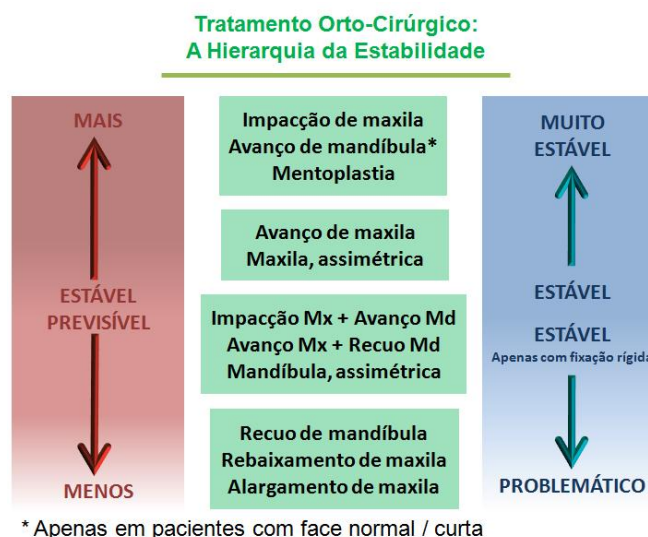 Tratamento Orto-Cirúrgico:
A Hierarquia da Estabilidade
MAIS
ESTÁVEL
PREVISÍVEL
MENOS
Impacção de maxila
Avanço de mandíbula*
Mentoplastia
Avanço de maxila
Maxila, assimétrica
Impacção Mx + Avanço Md
Avanço Mx + Recuo Md
Mandíbula, assimétrica
Recuo de mandíbula
Rebaixamento de maxila
Alargamento de maxila
MUITO
ESTÁVEL
ESTÁVEL
ESTÁVEL
Apenas com fixação rígida
PROBLEMÁTICO
* Apenas em pacientes com face normal / curta